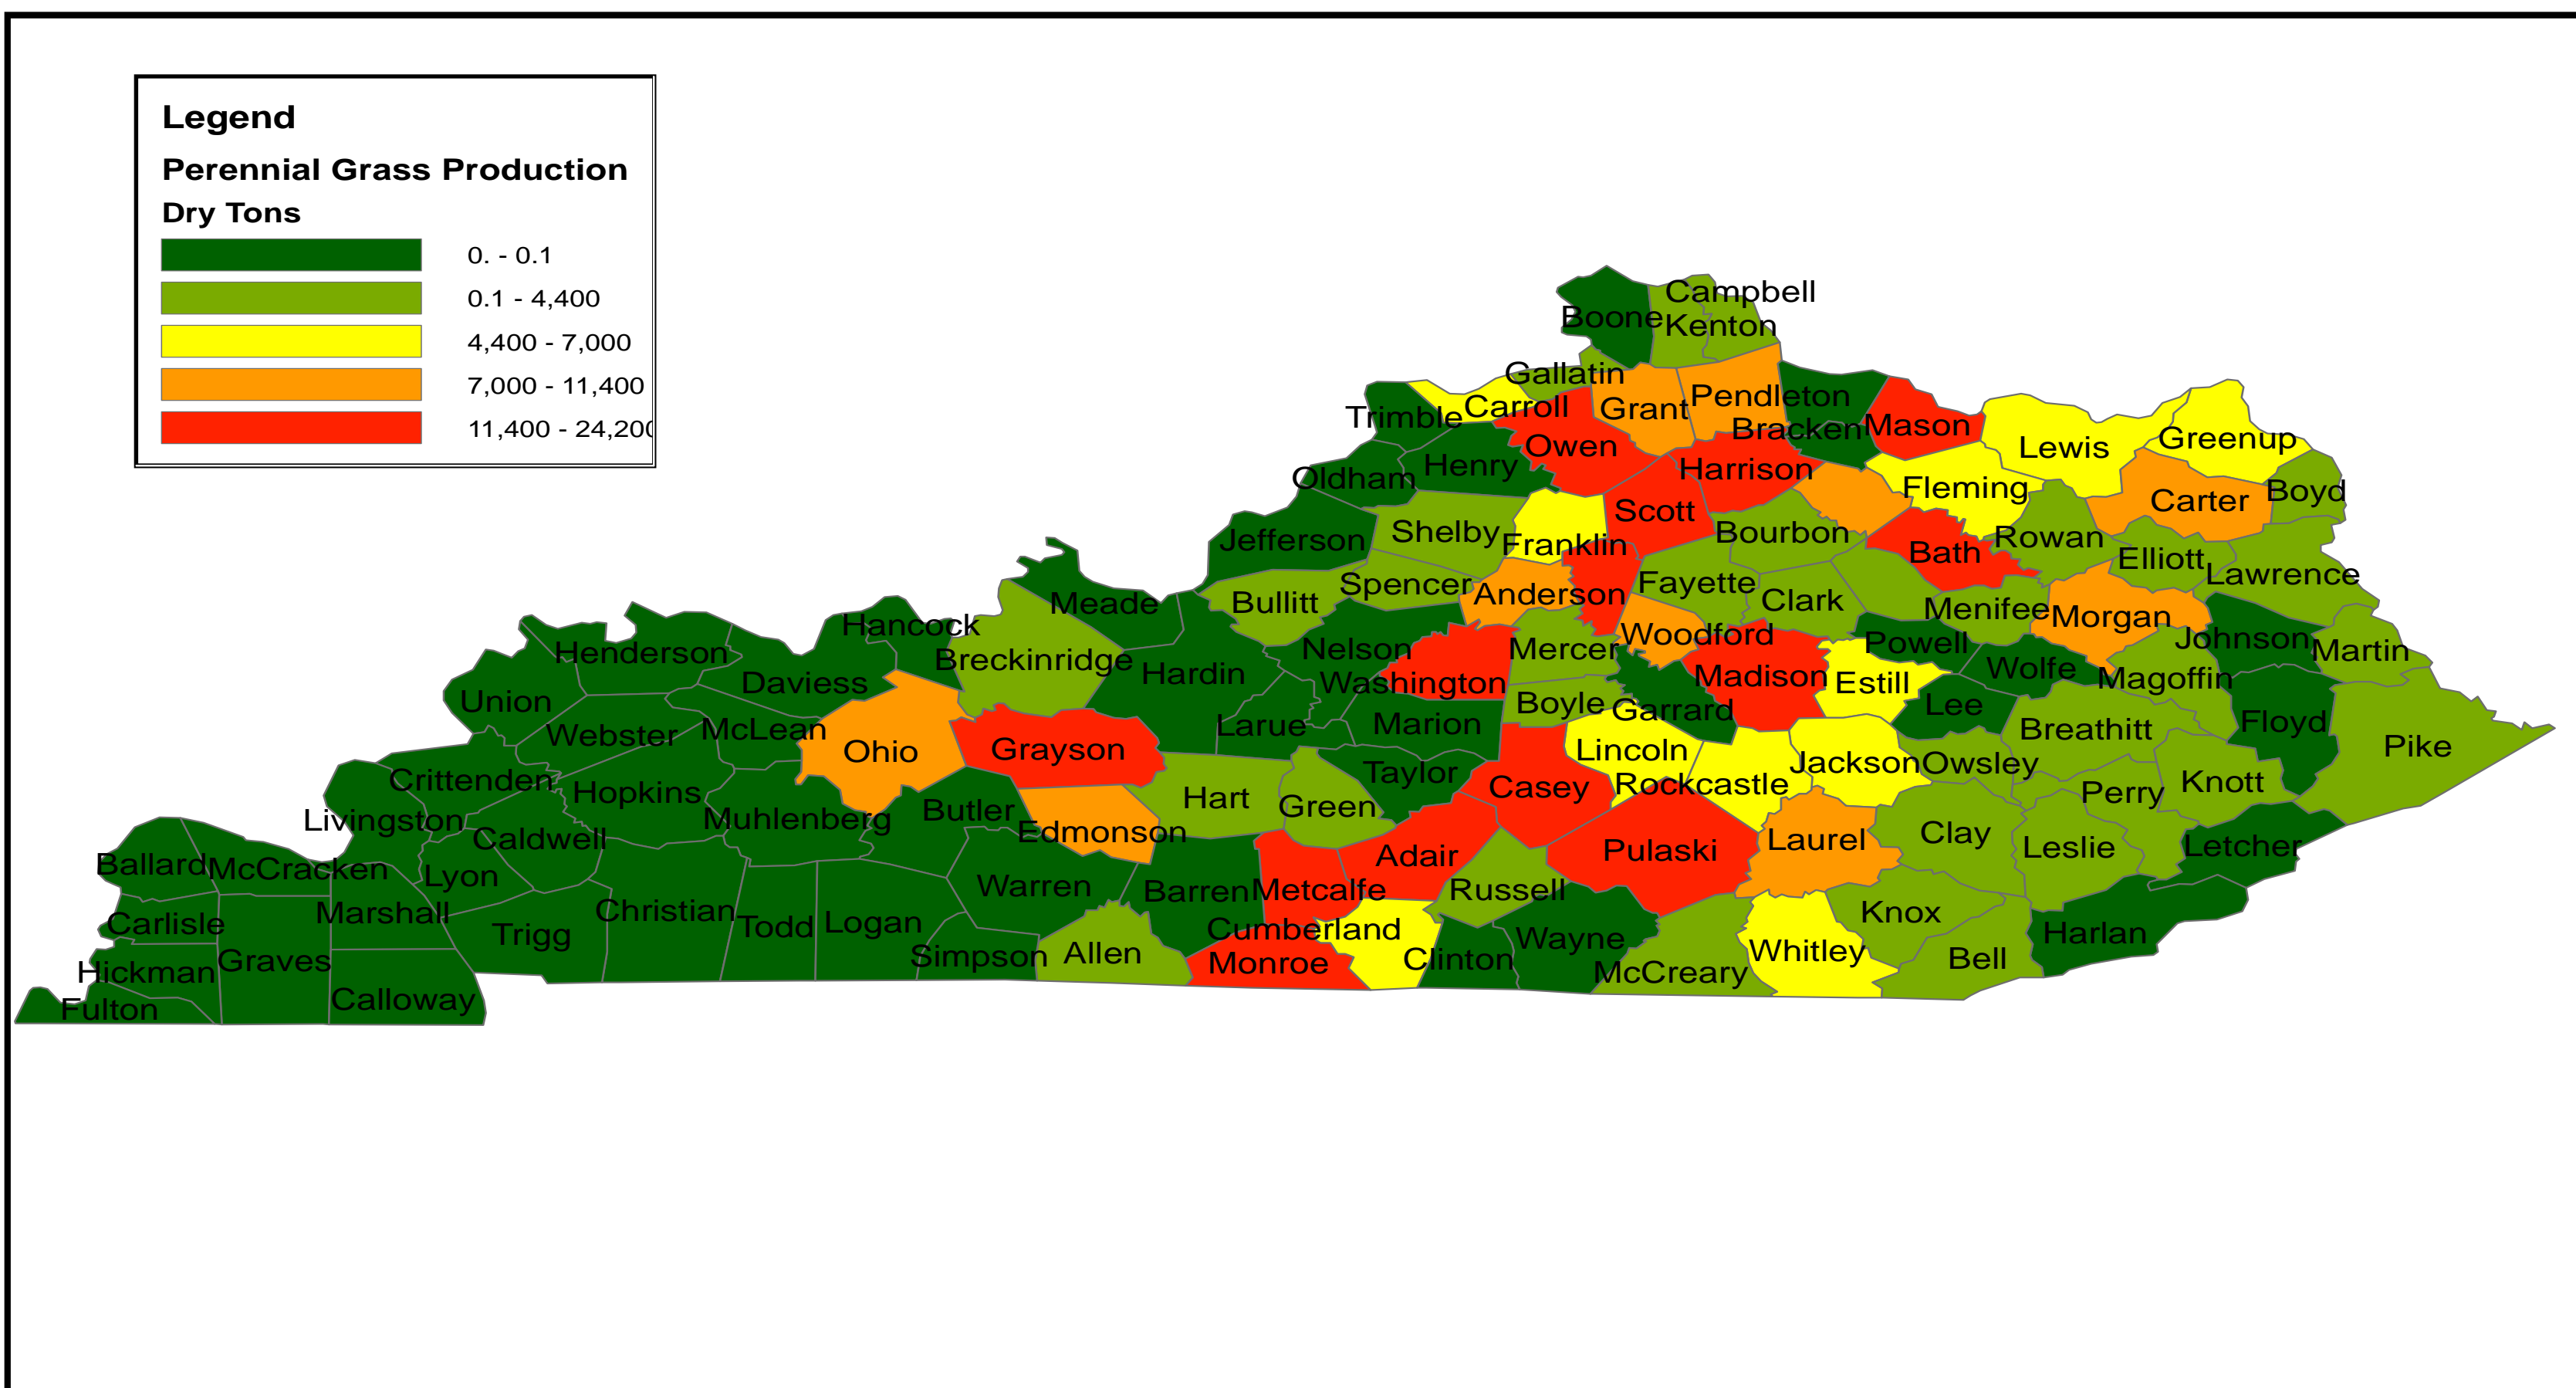 Legend
Perennial Grass Production
Dry Tons
0. - 0.1
0.1 - 4,400
4,400 - 7,000
7,000 - 11,400
11,400 - 24,200
Campbell
Boone
Kenton
Gallatin
Carroll
Trimble
Grant
Pendleton
Bracken
Mason
Owen
Lewis
Greenup
Henry
Harrison
Oldham
Fleming
Carter
Boyd
Scott
Shelby
Franklin
Bourbon
Rowan
Jefferson
Bath
Elliott
Lawrence
Spencer
Fayette
Anderson
Clark
Bullitt
Meade
Menifee
Morgan
Hancock
Woodford
Powell
Johnson
Martin
Nelson
Mercer
Henderson
Breckinridge
Hardin
Washington
Madison
Estill
Wolfe
Magoffin
Daviess
Union
Boyle
Garrard
Lee
Larue
Marion
Breathitt
Floyd
Webster
McLean
Ohio
Grayson
Lincoln
Jackson
Owsley
Pike
Crittenden
Taylor
Rockcastle
Knott
Hopkins
Hart
Green
Casey
Perry
Livingston
Muhlenberg
Butler
Edmonson
Caldwell
Laurel
Clay
Leslie
Letcher
Adair
Pulaski
Ballard
McCracken
Lyon
Warren
Barren
Metcalfe
Russell
Marshall
Christian
Carlisle
Trigg
Todd
Logan
Cumberland
Knox
Wayne
Harlan
Simpson
Allen
Monroe
Clinton
Whitley
Bell
Hickman
Graves
McCreary
Fulton
Calloway